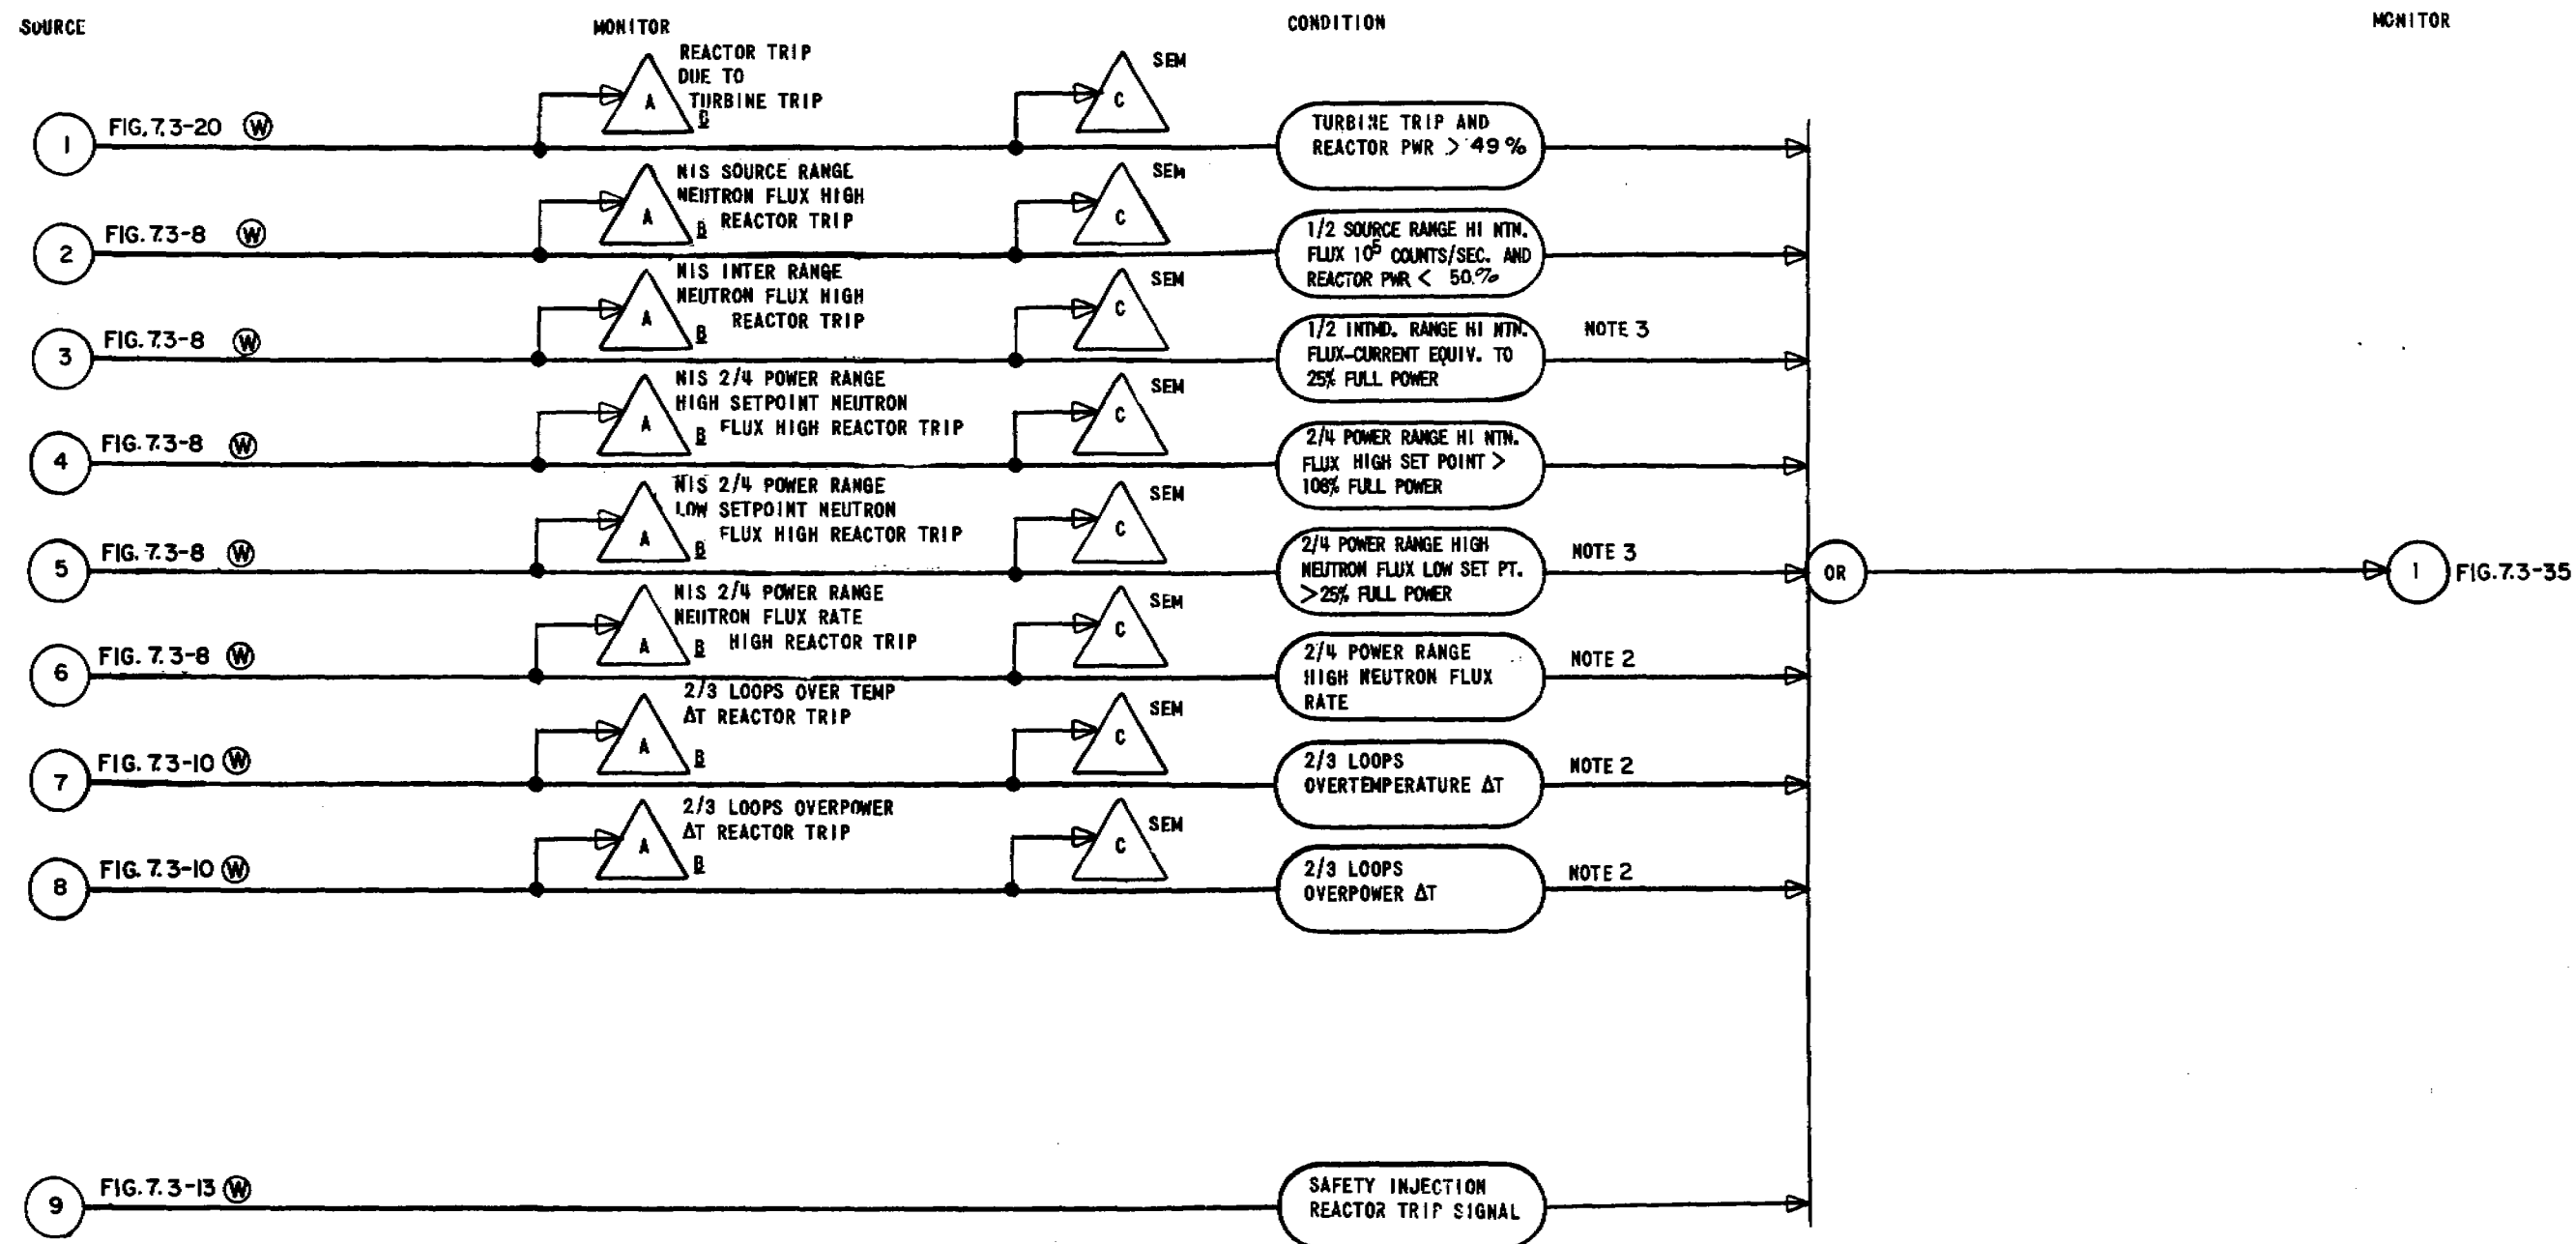 SOURCE
MONITOR
CONDITION
MONITOR
REACTOR TRIP
DUE TO
TURBINE TRIP
A
SEM
C
1
FIG. 7.3-20 W
TURBINE TRIP AND
REACTOR PWR > 49%
NIS SOURCE RANGE
NEUTRON FLUX HIGH
REACTOR TRIP
A
B
SEM
C
2
FIG. 7.3-8 W
1/2 SOURCE RANGE HI NTN.
FLUX 10⁵ COUNTS/SEC. AND
REACTOR PWR < 50.%
NIS INTER RANGE
NEUTRON FLUX HIGH
REACTOR TRIP
A
B
SEM
C
3
FIG. 7.3-8 W
1/2 INTMD. RANGE HI NTN.
FLUX-CURRENT EQUIV. TO
25% FULL POWER
NOTE 3
NIS 2/4 POWER RANGE
HIGH SETPOINT NEUTRON
FLUX HIGH REACTOR TRIP
A
B
SEM
C
4
FIG. 7.3-8 W
2/4 POWER RANGE HI NTN.
FLUX HIGH SET POINT >
108% FULL POWER
NIS 2/4 POWER RANGE
LOW SETPOINT NEUTRON
FLUX HIGH REACTOR TRIP
A
B
SEM
C
5
FIG. 7.3-8 W
2/4 POWER RANGE HIGH
NEUTRON FLUX LOW SET PT.
>25% FULL POWER
NOTE 3
OR
1
FIG.7.3-35
NIS 2/4 POWER RANGE
NEUTRON FLUX RATE
HIGH REACTOR TRIP
A
B
SEM
C
6
FIG. 7.3-8 W
2/4 POWER RANGE
HIGH NEUTRON FLUX
RATE
NOTE 2
2/3 LOOPS OVER TEMP
ΔT REACTOR TRIP
A
B
SEM
C
7
FIG. 7.3-10 W
2/3 LOOPS
OVERTEMPERATURE ΔT
NOTE 2
2/3 LOOPS OVERPOWER
ΔT REACTOR TRIP
A
B
SEM
C
8
FIG. 7.3-10 W
2/3 LOOPS
OVERPOWER ΔT
NOTE 2
9
FIG. 7.3-13 W
SAFETY INJECTION
REACTOR TRIP SIGNAL